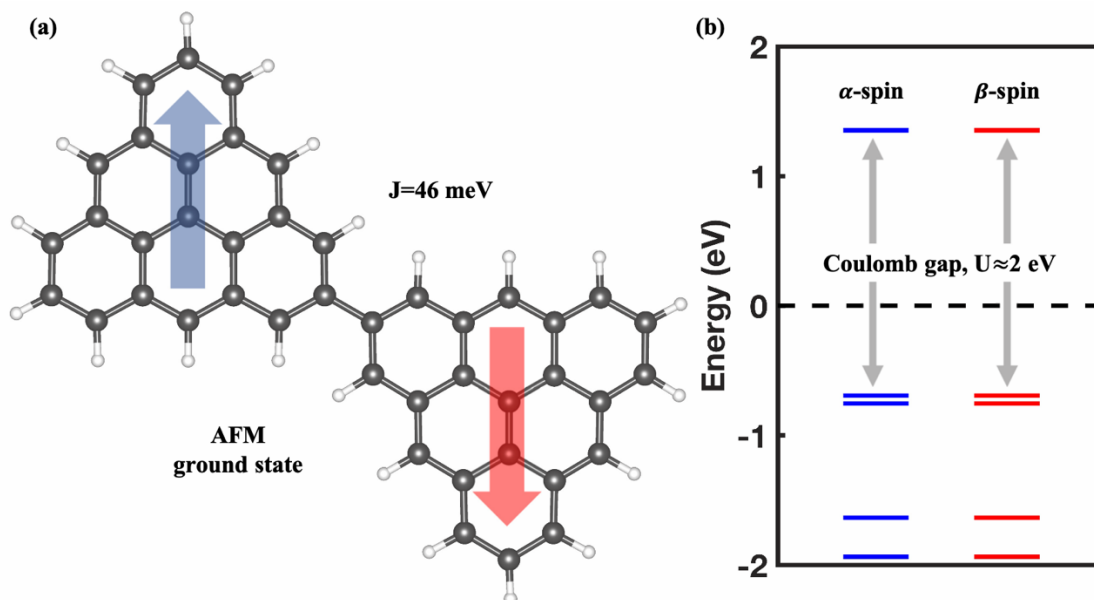 (a)
J=46 meV
AFM
ground state
(b)
Energy (eV)
2
1
0
-1
-2
α-spin
β-spin
Coulomb gap, U≈2 eV